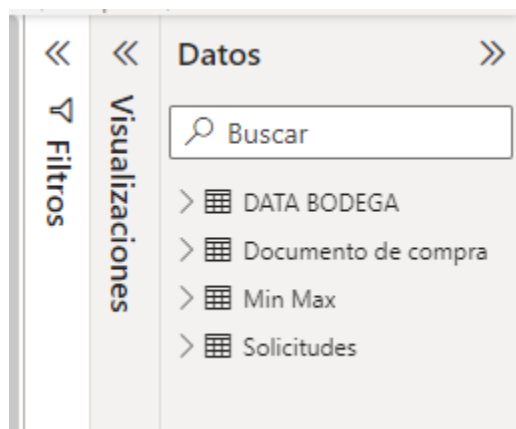 Filtros
Visualizaciones
Datos
Buscar
DATA BODEGA
Documento de compra
Min Max
Solicitudes